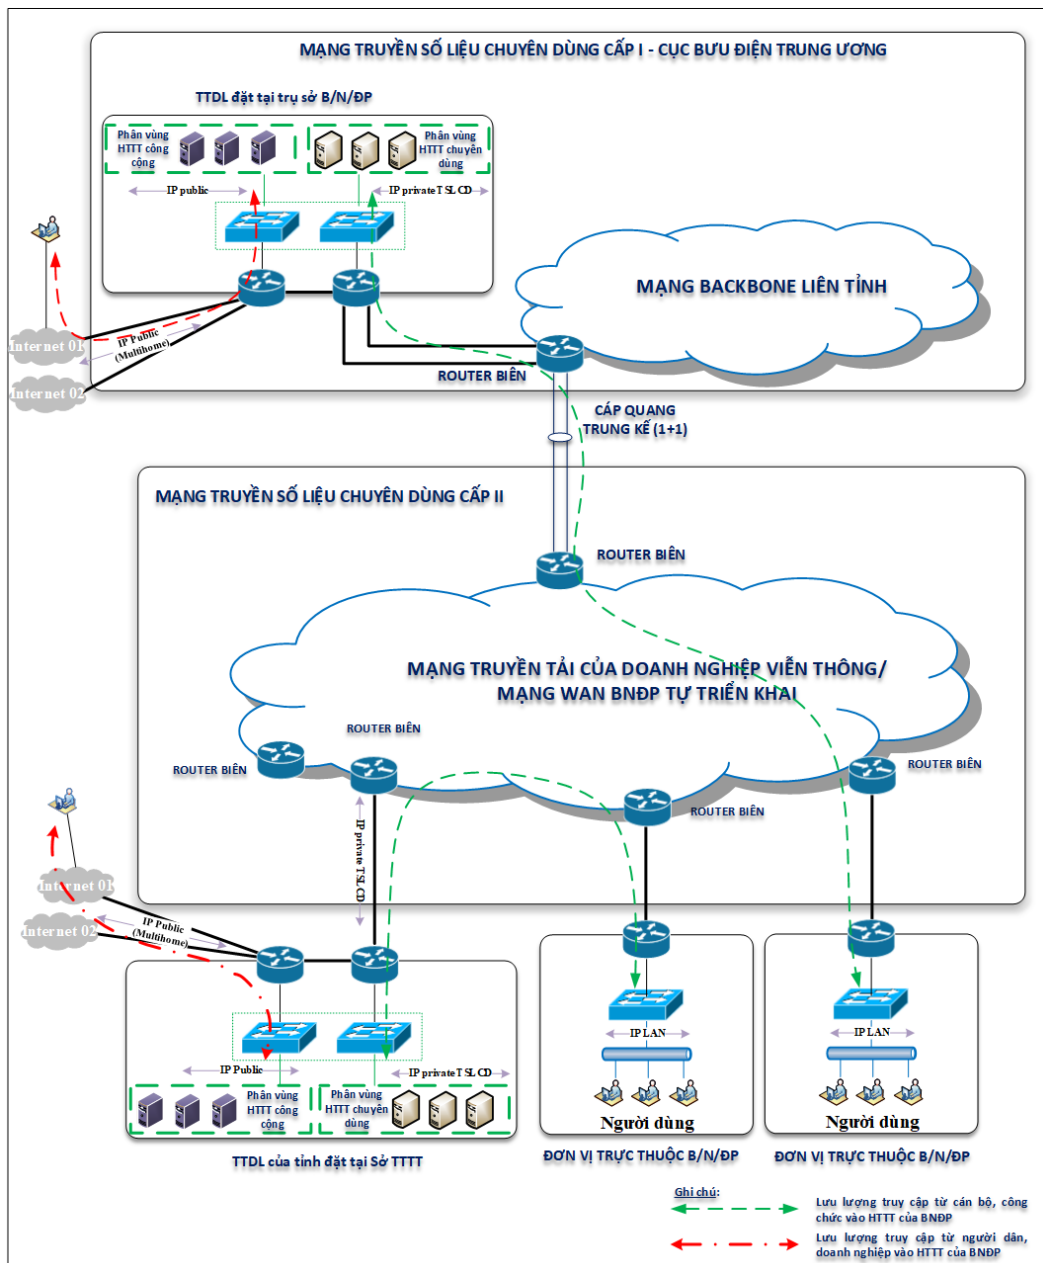 MẠNG TRUYỀN SỐ LIỆU CHUYÊN DÙNG CẤP I - CỤC BƯU ĐIỆN TRUNG ƯƠNG
TTDL đặt tại trụ sở B/N/ĐP
Phân vùng
HTTT công
cộng
Phân vùng
HTTT chuyên
dùng
IP public
IP private TSLCD
MẠNG BACKBONE LIÊN TỈNH
Internet 01
IP Public
(Multihome)
Internet 02
ROUTER BIÊN
CÁP QUANG
TRUNG KẾ (1+1)
MẠNG TRUYỀN SỐ LIỆU CHUYÊN DÙNG CẤP II
ROUTER BIÊN
MẠNG TRUYỀN TẢI CỦA DOANH NGHIỆP VIỄN THÔNG/
MẠNG WAN BNĐP TỰ TRIỂN KHAI
ROUTER BIÊN
ROUTER BIÊN
ROUTER BIÊN
ROUTER BIÊN
IP private TSLCD
Internet 01
Internet 02
IP Public
(Multihome)
IP Public
IP private TSLCD
Phân vùng
HTTT công
cộng
Phân vùng
HTTT chuyên
dùng
TTDL của tỉnh đặt tại Sở TTTT
IP LAN
Người dùng
ĐƠN VỊ TRỰC THUỘC B/N/ĐP
IP LAN
Người dùng
ĐƠN VỊ TRỰC THUỘC B/N/ĐP
Ghi chú:
Lưu lượng truy cập từ cán bộ, công
chức vào HTTT của BNĐP
Lưu lượng truy cập từ người dân,
doanh nghiệp vào HTTT của BNĐP